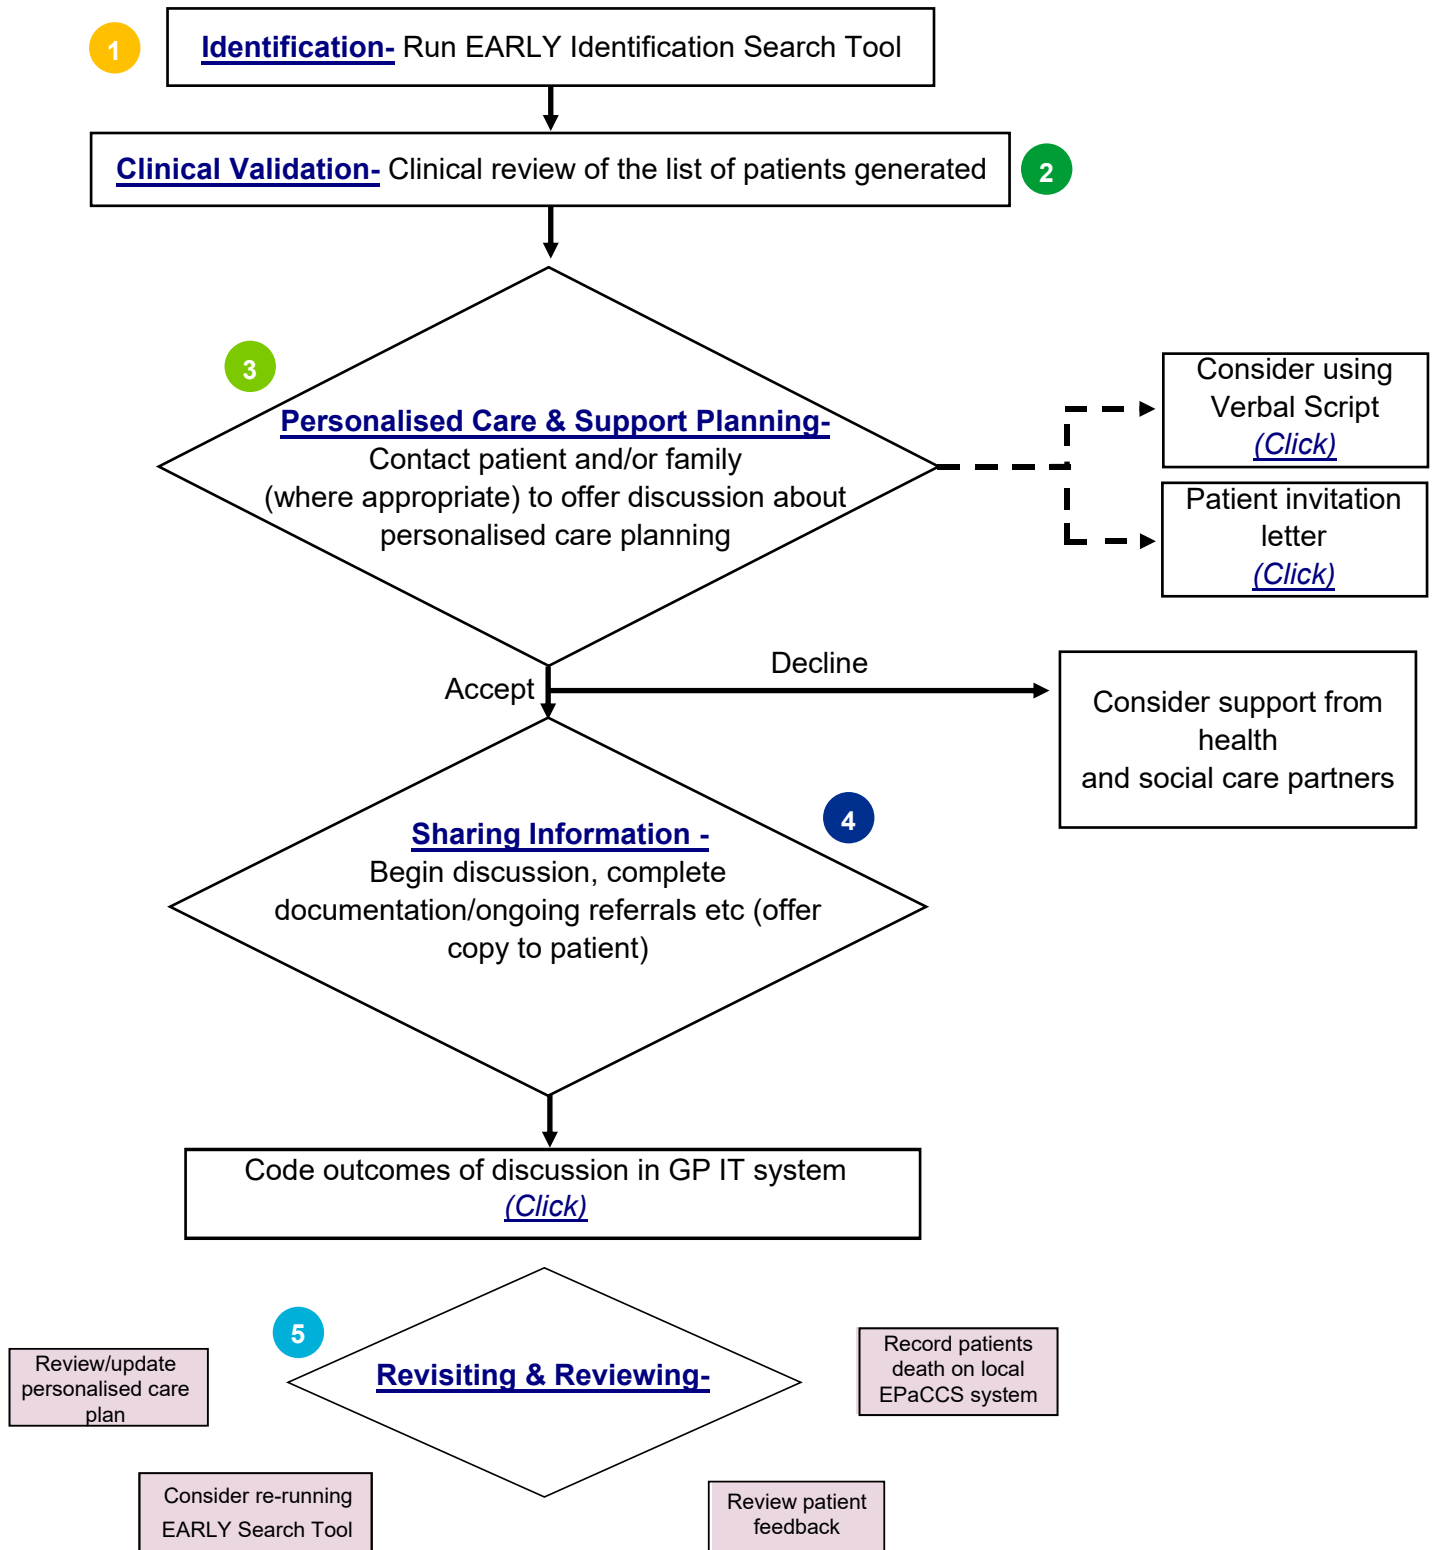 1
Identification- Run EARLY Identification Search Tool
Clinical Validation- Clinical review of the list of patients generated
2
3
Personalised Care & Support Planning-
Contact patient and/or family
(where appropriate) to offer discussion about
personalised care planning
Consider using
Verbal Script
(Click)
Patient invitation
letter
(Click)
Decline
Accept
Consider support from
health
and social care partners
4
Sharing Information -
Begin discussion, complete
documentation/ongoing referrals etc (offer
copy to patient)
Code outcomes of discussion in GP IT system
(Click)
5
Revisiting & Reviewing-
Review/update
personalised care
plan
Record patients
death on local
EPaCCS system
Consider re-running
EARLY Search Tool
Review patient
feedback